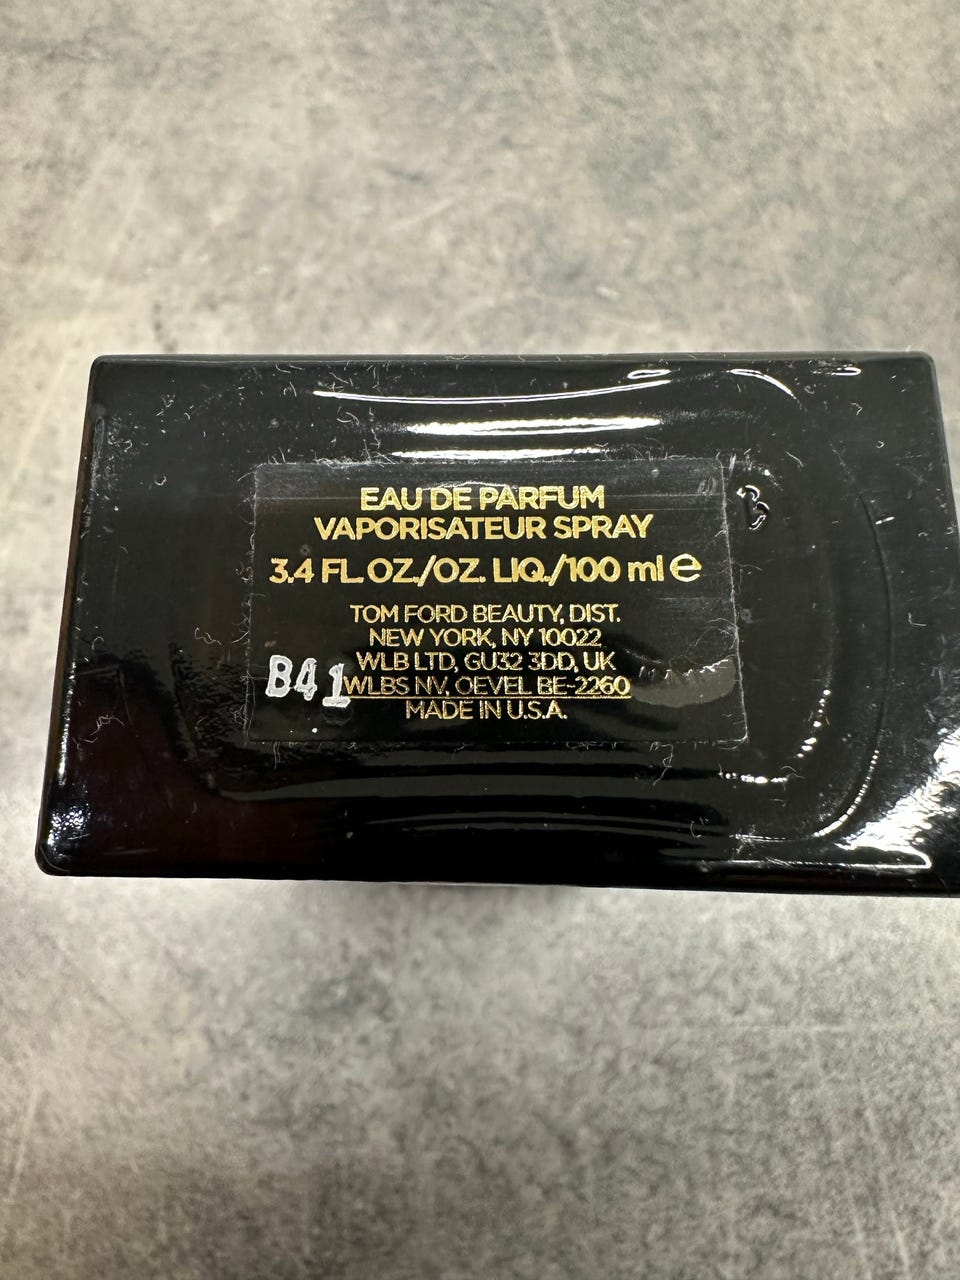 EAU DE PARFUM
VAPORISATEUR SPRAY
3.4 FL. OZ./OZ. LIQ./100 ml ℮
TOM FORD BEAUTY, DIST.
NEW YORK, NY 10022
WLB LTD, GU32 3DD, UK
B41
WLBS NV, OEVEL BE-2260
MADE IN U.S.A.